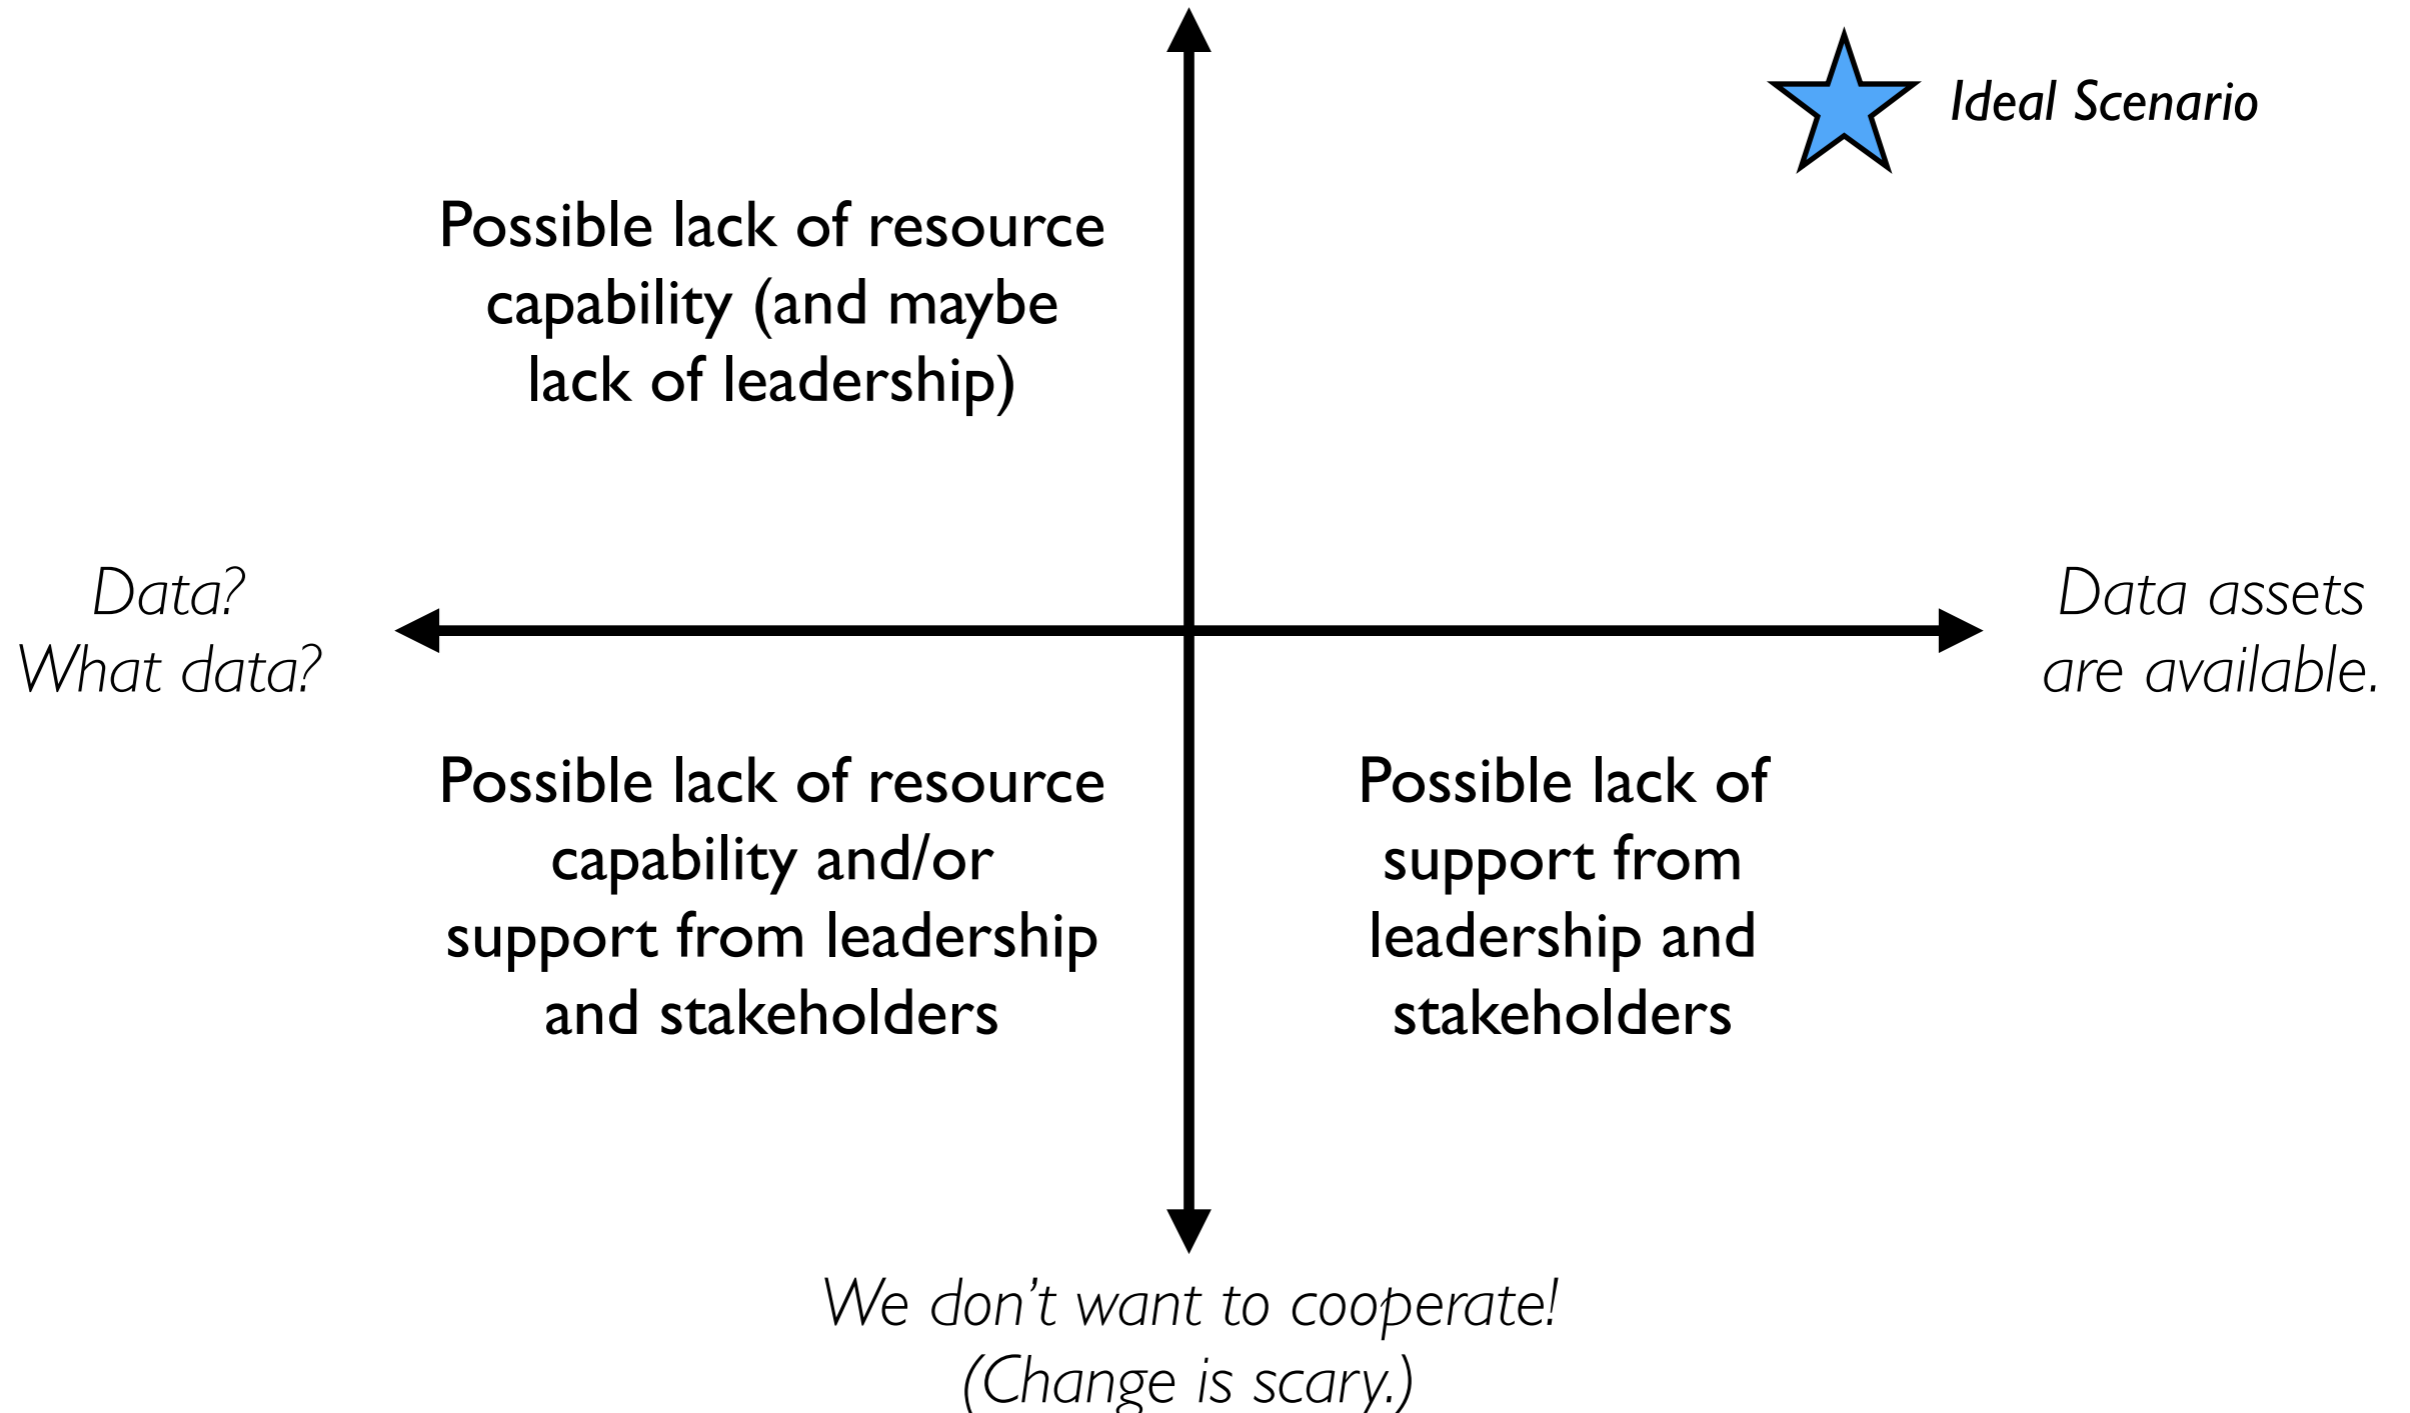 Ideal Scenario
Possible lack of resource
capability (and maybe
lack of leadership)
Data?
What data?
Data assets
are available.
Possible lack of resource
capability and/or
support from leadership
and stakeholders
Possible lack of
support from
leadership and
stakeholders
We don’t want to cooperate!
(Change is scary.)